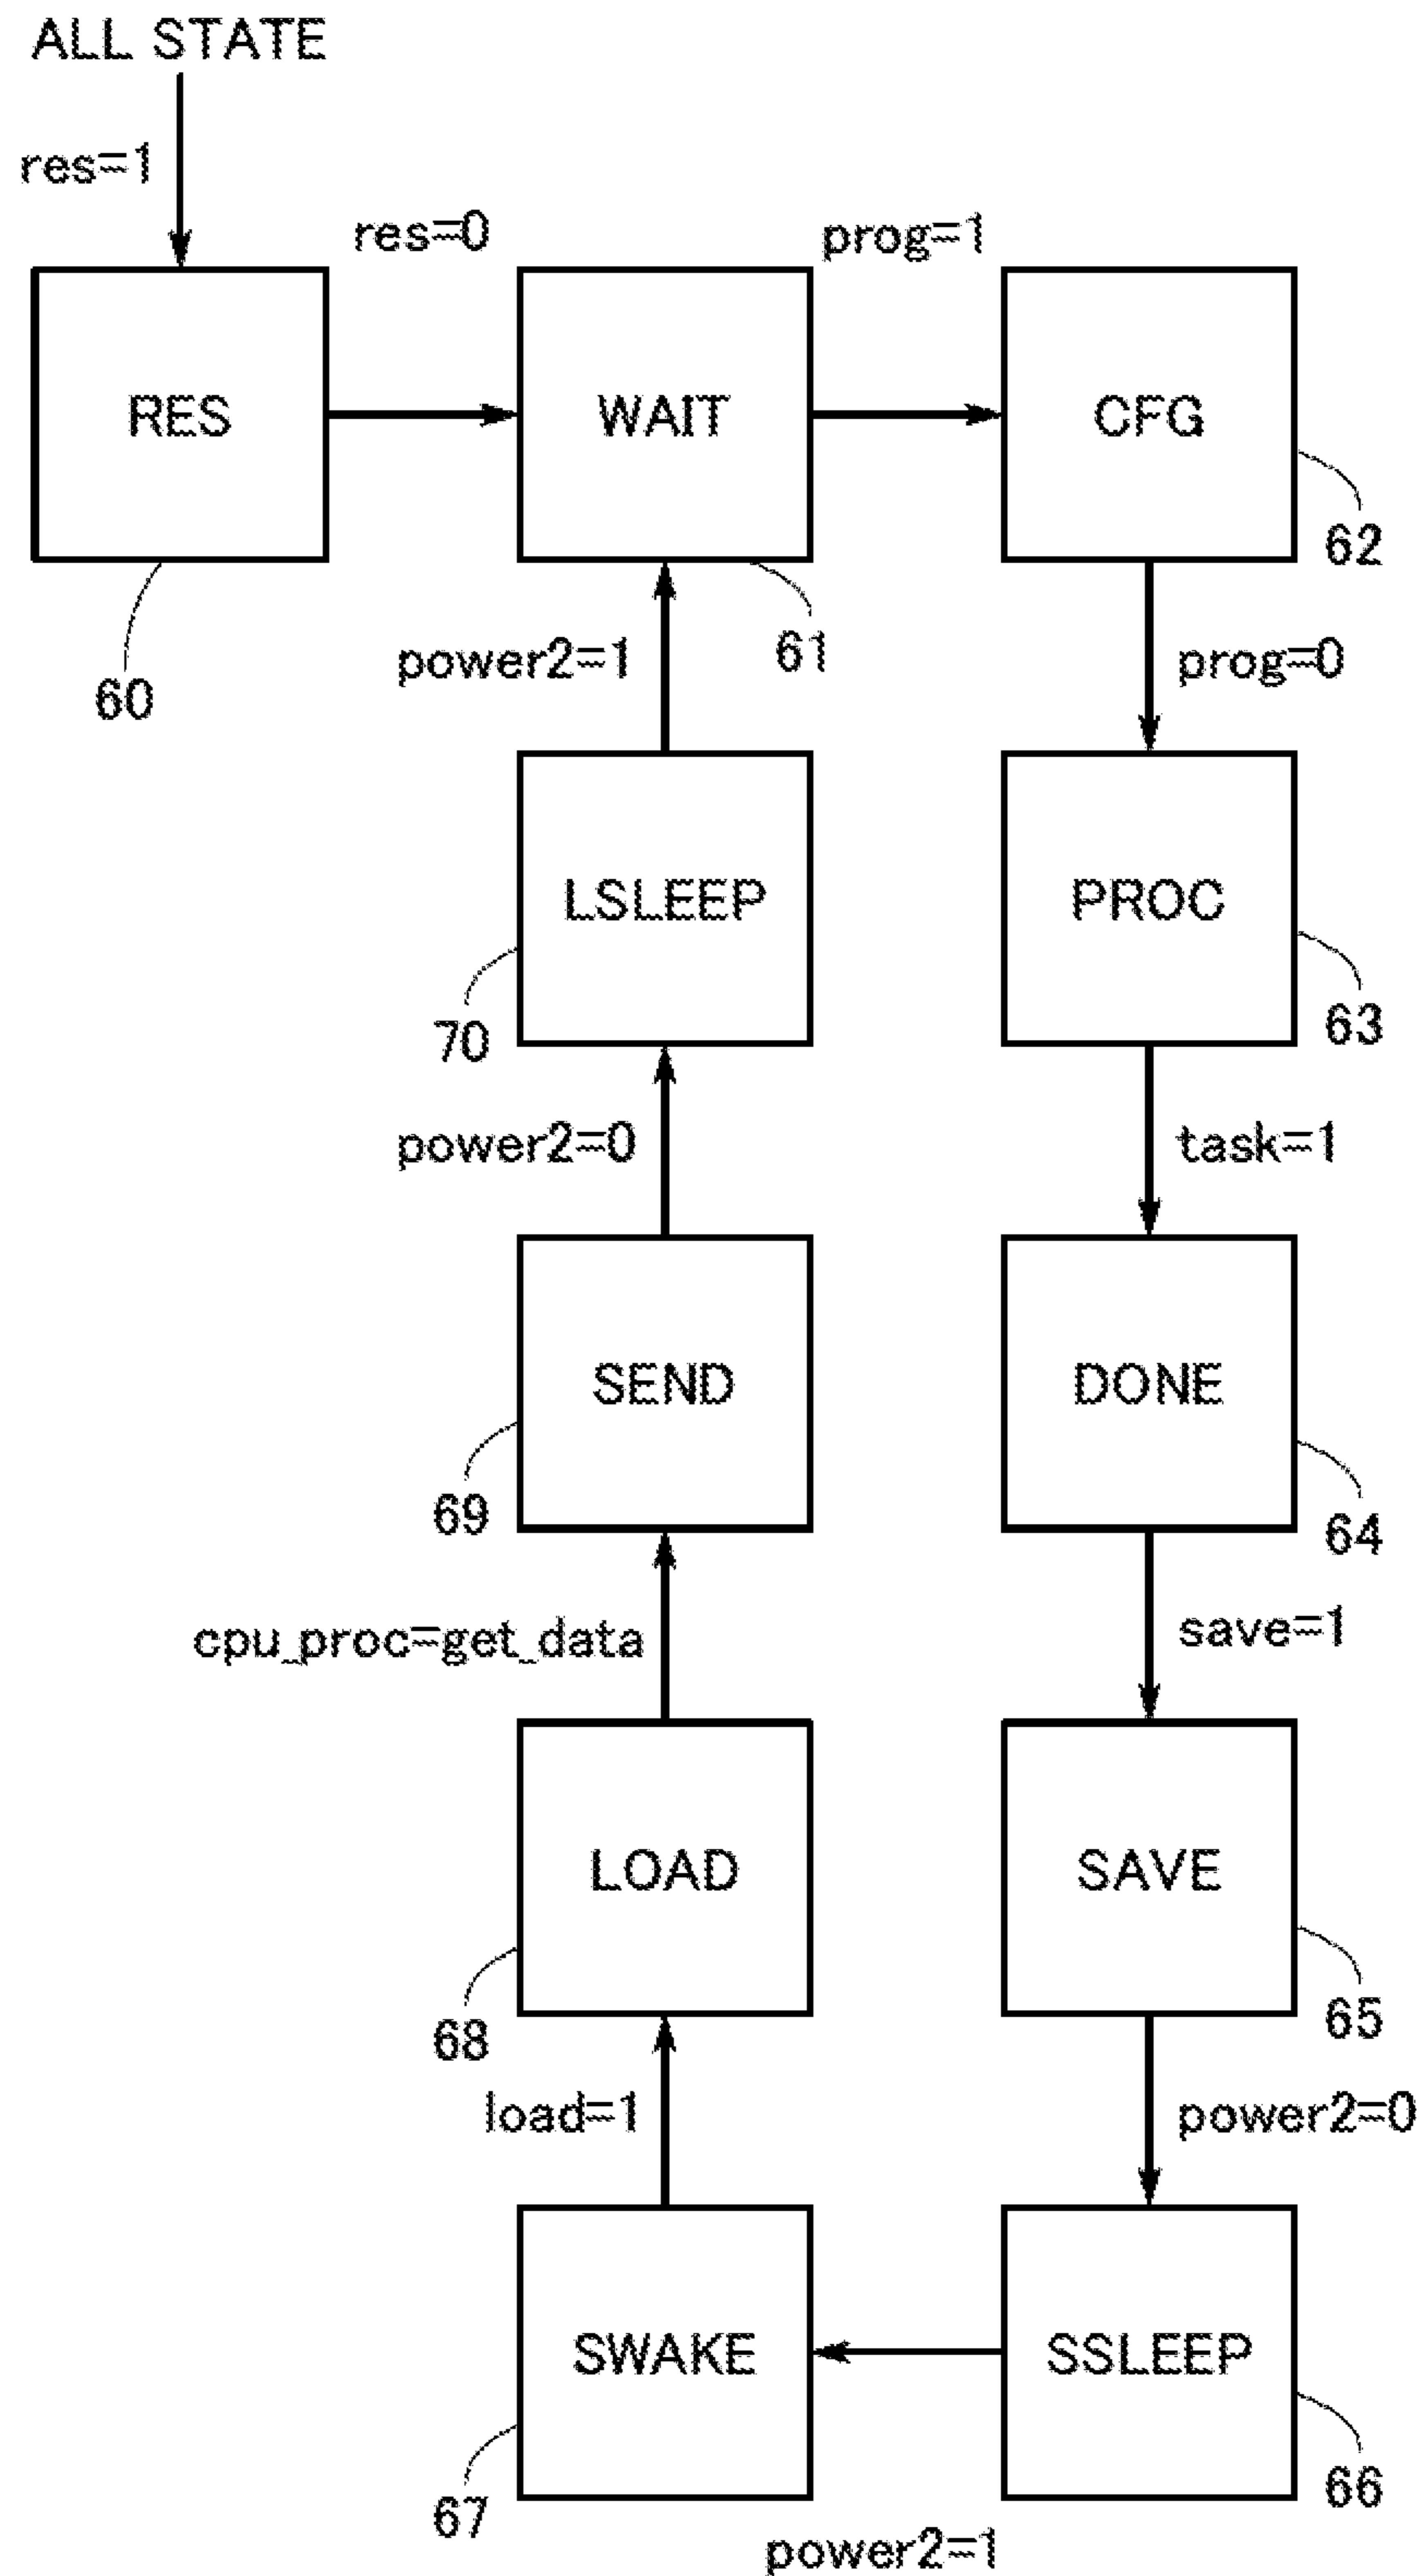 ALL STATE
res=1
res=0
prog=1
RES
WAIT
CFG
60
61
62
power2=1
prog=0
LSLEEP
PROC
70
63
power2=0
task=1
SEND
DONE
69
64
cpu_proc=get_data
save=1
LOAD
SAVE
68
65
load=1
power2=0
SWAKE
SSLEEP
67
66
power2=1